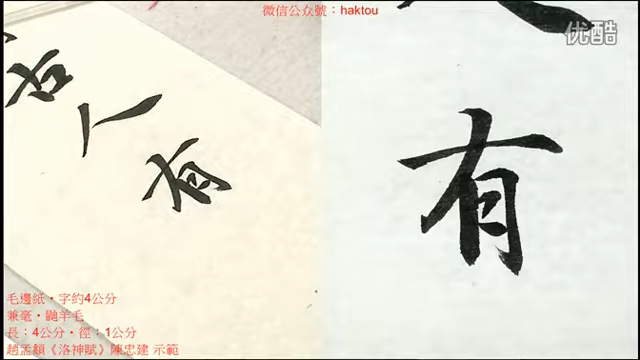 微信公众號：haktou
优酷
古
人
有
有
毛邊紙·字約4公分
兼毫·鼬羊毛
長：4公分·徑：1公分
趙孟頫《洛神賦》陳忠建 示範